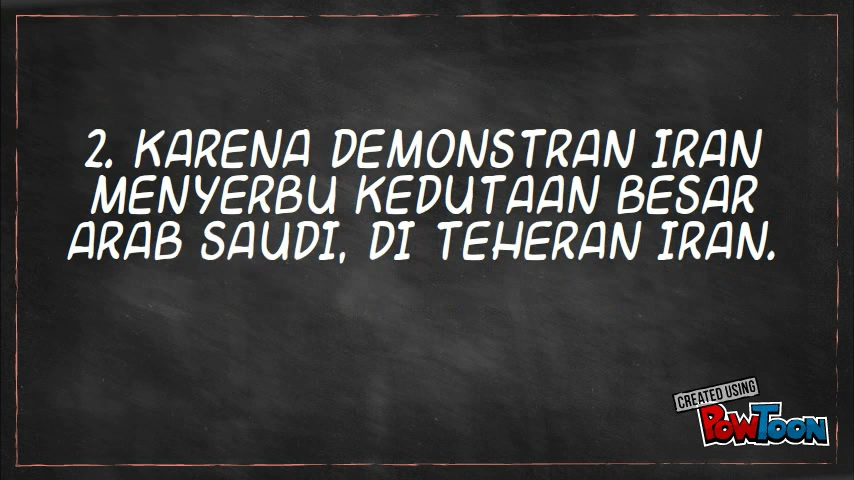 2. KARENA DEMONSTRAN IRAN
MENYERBU KEDUTAAN BESAR
ARAB SAUDI, DI TEHERAN IRAN.
CREATED USING
POWTOON